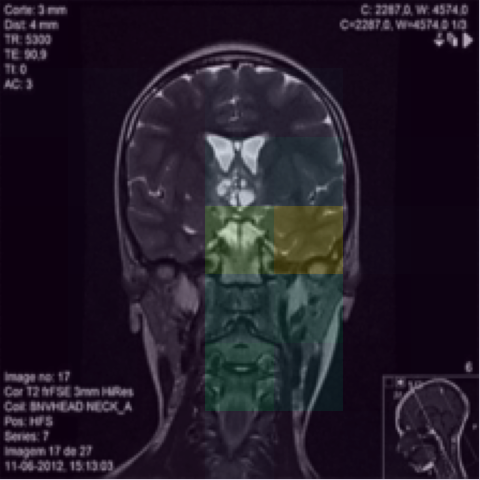 Corte: 3 mm
Dist: 4 mm
TR: 5300
TE: 90,9
TI: 0
AC: 3
C: 2287,0, W: 4574,0
C=2287,0, W=4574,0 1/3
6
Image no: 17
Cor T2 frFSE 3mm HiRes
Coil: 8NVHEAD NECK_A
Pos: HFS
Series: 7
Imagem 17 de 27
11-06-2012, 15:13:03